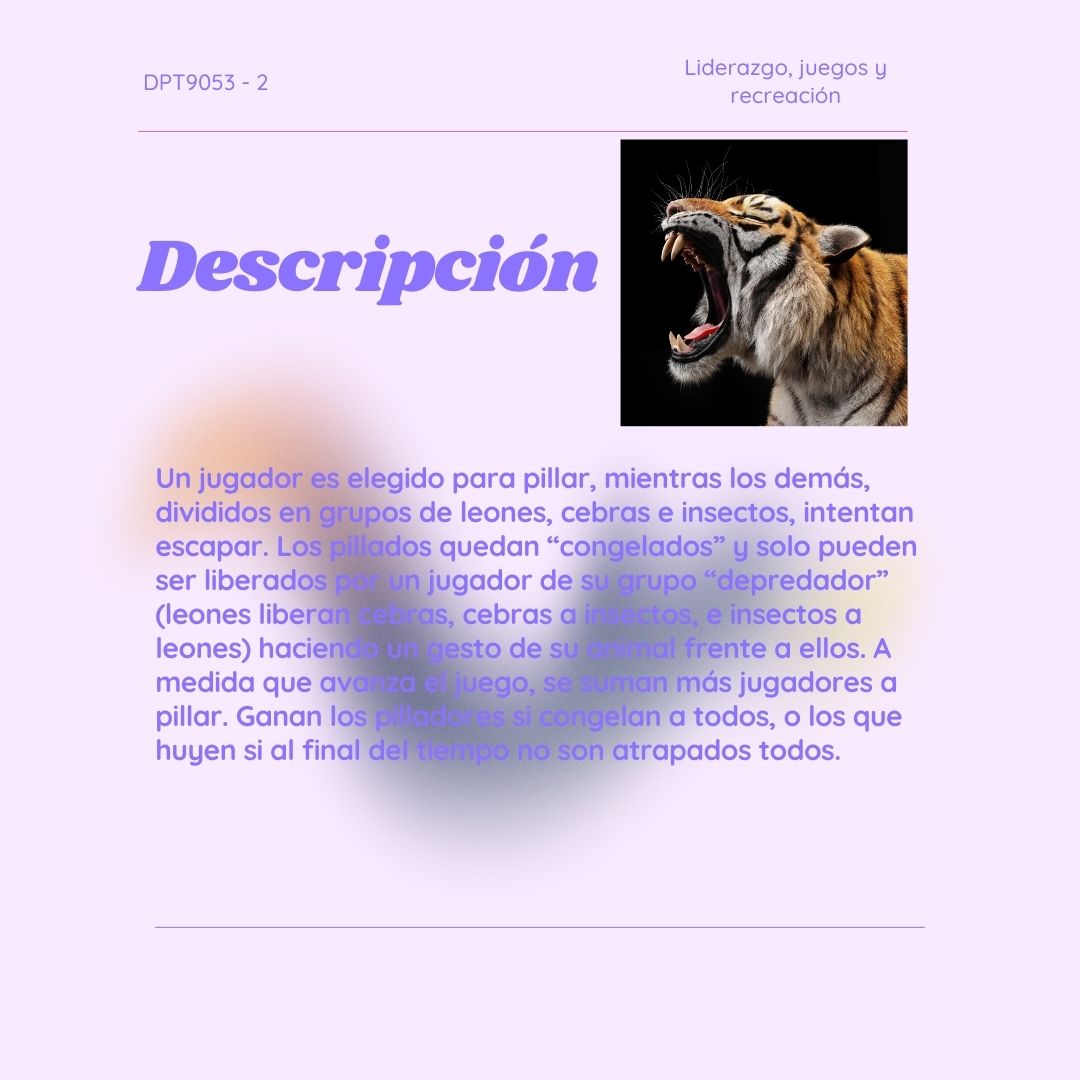 DPT9053 - 2
Liderazgo, juegos y
recreación
Descripción
Un jugador es elegido para pillar, mientras los demás,
divididos en grupos de leones, cebras e insectos, intentan
escapar. Los pillados quedan “congelados” y solo pueden
ser liberados por un jugador de su grupo “depredador”
(leones liberan cebras, cebras a insectos, e insectos a
leones) haciendo un gesto de su animal frente a ellos. A
medida que avanza el juego, se suman más jugadores a
pillar. Ganan los pilladores si congelan a todos, o los que
huyen si al final del tiempo no son atrapados todos.